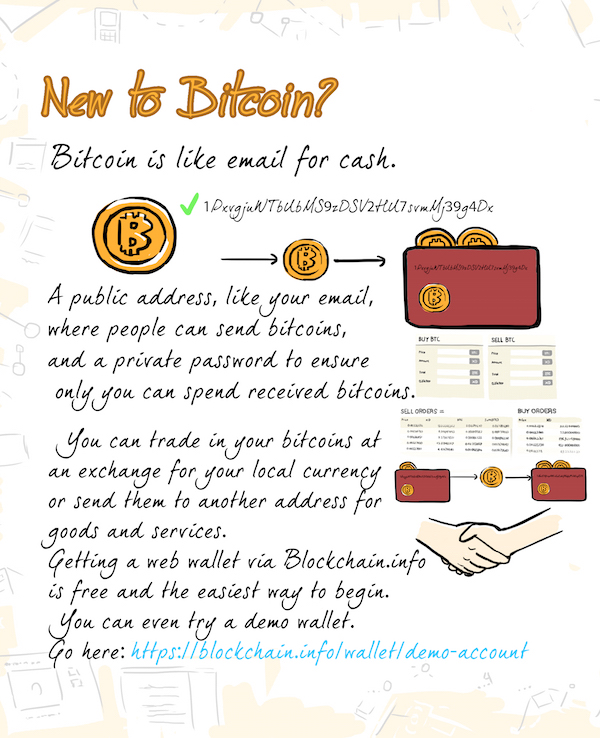 New to Bitcoin?
Bitcoin is like email for cash.
A public address, like your email,
where people can send bitcoins,
and a private password to ensure
only you can spend received bitcoins.
BUY BTC
SELL BTC
SELL ORDERS
BUY ORDERS
You can trade in your bitcoins at
an exchange for your local currency
or send them to another address for
goods and services.
Getting a web wallet via Blockchain.info
is free and the easiest way to begin.
You can even try a demo wallet.
Go here: https://blockchain.info/wallet/demo-account